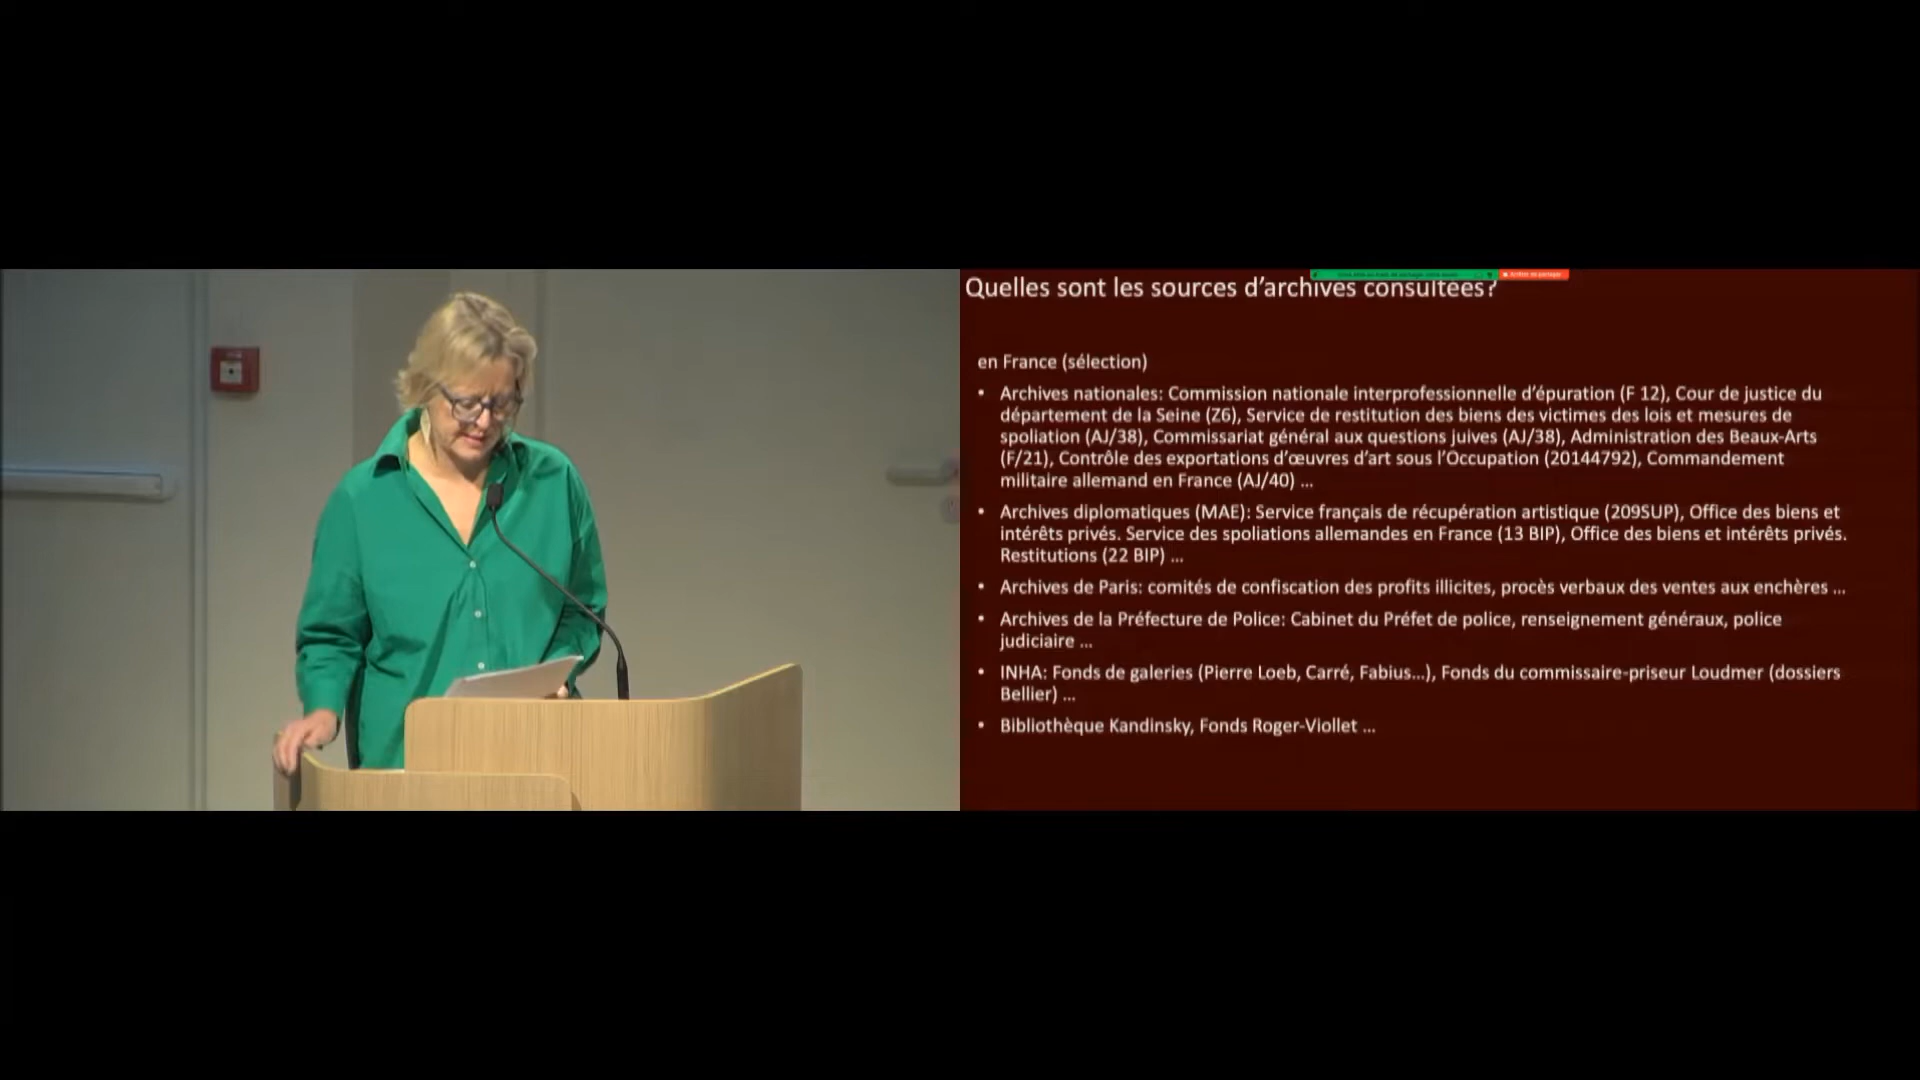 Quelles sont les sources d’archives consultées?
en France (sélection)
• Archives nationales: Commission nationale interprofessionnelle d’épuration (F 12), Cour de justice du
département de la Seine (Z6), Service de restitution des biens des victimes des lois et mesures de
spoliation (AJ/38), Commissariat général aux questions juives (AJ/38), Administration des Beaux-Arts
(F/21), Contrôle des exportations d’œuvres d’art sous l’Occupation (20144792), Commandement
militaire allemand en France (AJ/40) ...
• Archives diplomatiques (MAE): Service français de récupération artistique (209SUP), Office des biens et
intérêts privés. Service des spoliations allemandes en France (13 BIP), Office des biens et intérêts privés.
Restitutions (22 BIP) ...
• Archives de Paris: comités de confiscation des profits illicites, procès verbaux des ventes aux enchères ...
• Archives de la Préfecture de Police: Cabinet du Préfet de police, renseignement généraux, police
judiciaire ...
• INHA: Fonds de galeries (Pierre Loeb, Carré, Fabius...), Fonds du commissaire-priseur Loudmer (dossiers
Bellier) ...
• Bibliothèque Kandinsky, Fonds Roger-Viollet ...